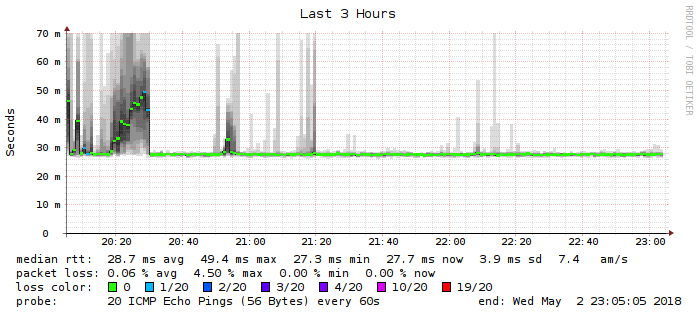 Last 3 Hours
RRDTOOL / TOBI OETIKER
Seconds
70 m
60 m
50 m
40 m
30 m
20 m
10 m
0
20:20 20:40 21:00 21:20 21:40 22:00 22:20 22:40 23:00
median rtt: 28.7 ms avg 49.4 ms max 27.3 ms min 27.7 ms now 3.9 ms sd 7.4 am/s
packet loss: 0.06 % avg 4.50 % max 0.00 % min 0.00 % now
loss color: 0 1/20 2/20 3/20 4/20 10/20 19/20
probe: 20 ICMP Echo Pings (56 Bytes) every 60s end: Wed May 2 23:05:05 2018